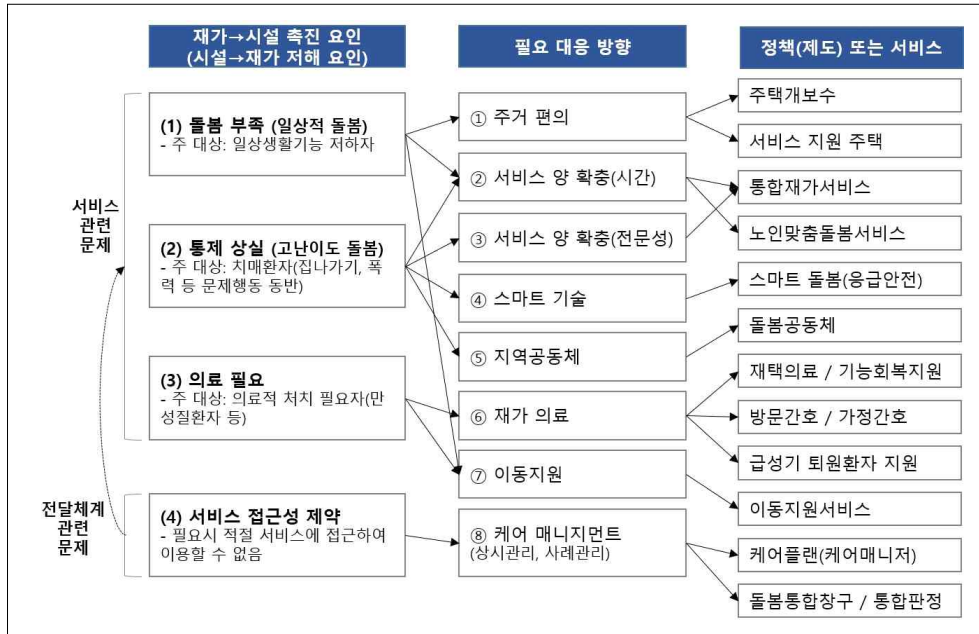 재가→시설 촉진 요인
(시설→재가 저해 요인)
필요 대응 방향
정책(제도) 또는 서비스
서비스
관련
문제
전달체계
관련
문제
(1) 돌봄 부족 (일상적 돌봄)
- 주 대상: 일상생활기능 저하자
(2) 통제 상실 (고난이도 돌봄)
- 주 대상: 치매환자(집나가기, 폭
력 등 문제행동 동반)
(3) 의료 필요
- 주 대상: 의료적 처치 필요자(만
성질환자 등)
(4) 서비스 접근성 제약
- 필요시 적절 서비스에 접근하여
이용할 수 없음
① 주거 편의
② 서비스 양 확충(시간)
③ 서비스 양 확충(전문성)
④ 스마트 기술
⑤ 지역공동체
⑥ 재가 의료
⑦ 이동지원
⑧ 케어 매니지먼트
(상시관리, 사례관리)
주택개보수
서비스 지원 주택
통합재가서비스
노인맞춤돌봄서비스
스마트 돌봄(응급안전)
돌봄공동체
재택의료 / 기능회복지원
방문간호 / 가정간호
급성기 퇴원환자 지원
이동지원서비스
케어플랜(케어매니저)
돌봄통합창구 / 통합판정